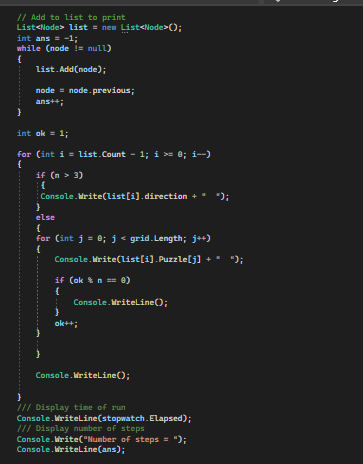 // Add to list to print
List<Node> list = new List<Node>();
int ans = -1;
while (node != null)
{
list.Add(node);
node = node.previous;
ans++;
}
int ok = 1;
for (int i = list.Count - 1; i >= 0; i--)
{
if (n > 3)
{
Console.Write(list[i].direction + "  ");
}
else
{
for (int j = 0; j < grid.Length; j++)
{
Console.Write(list[i].Puzzle[j] + "  ");
if (ok % n == 0)
{
Console.WriteLine();
}
ok++;
}
}
Console.WriteLine();
}
/// Display time of run
Console.WriteLine(stopwatch.Elapsed);
/// Display number of steps
Console.Write("Number of steps = ");
Console.WriteLine(ans);